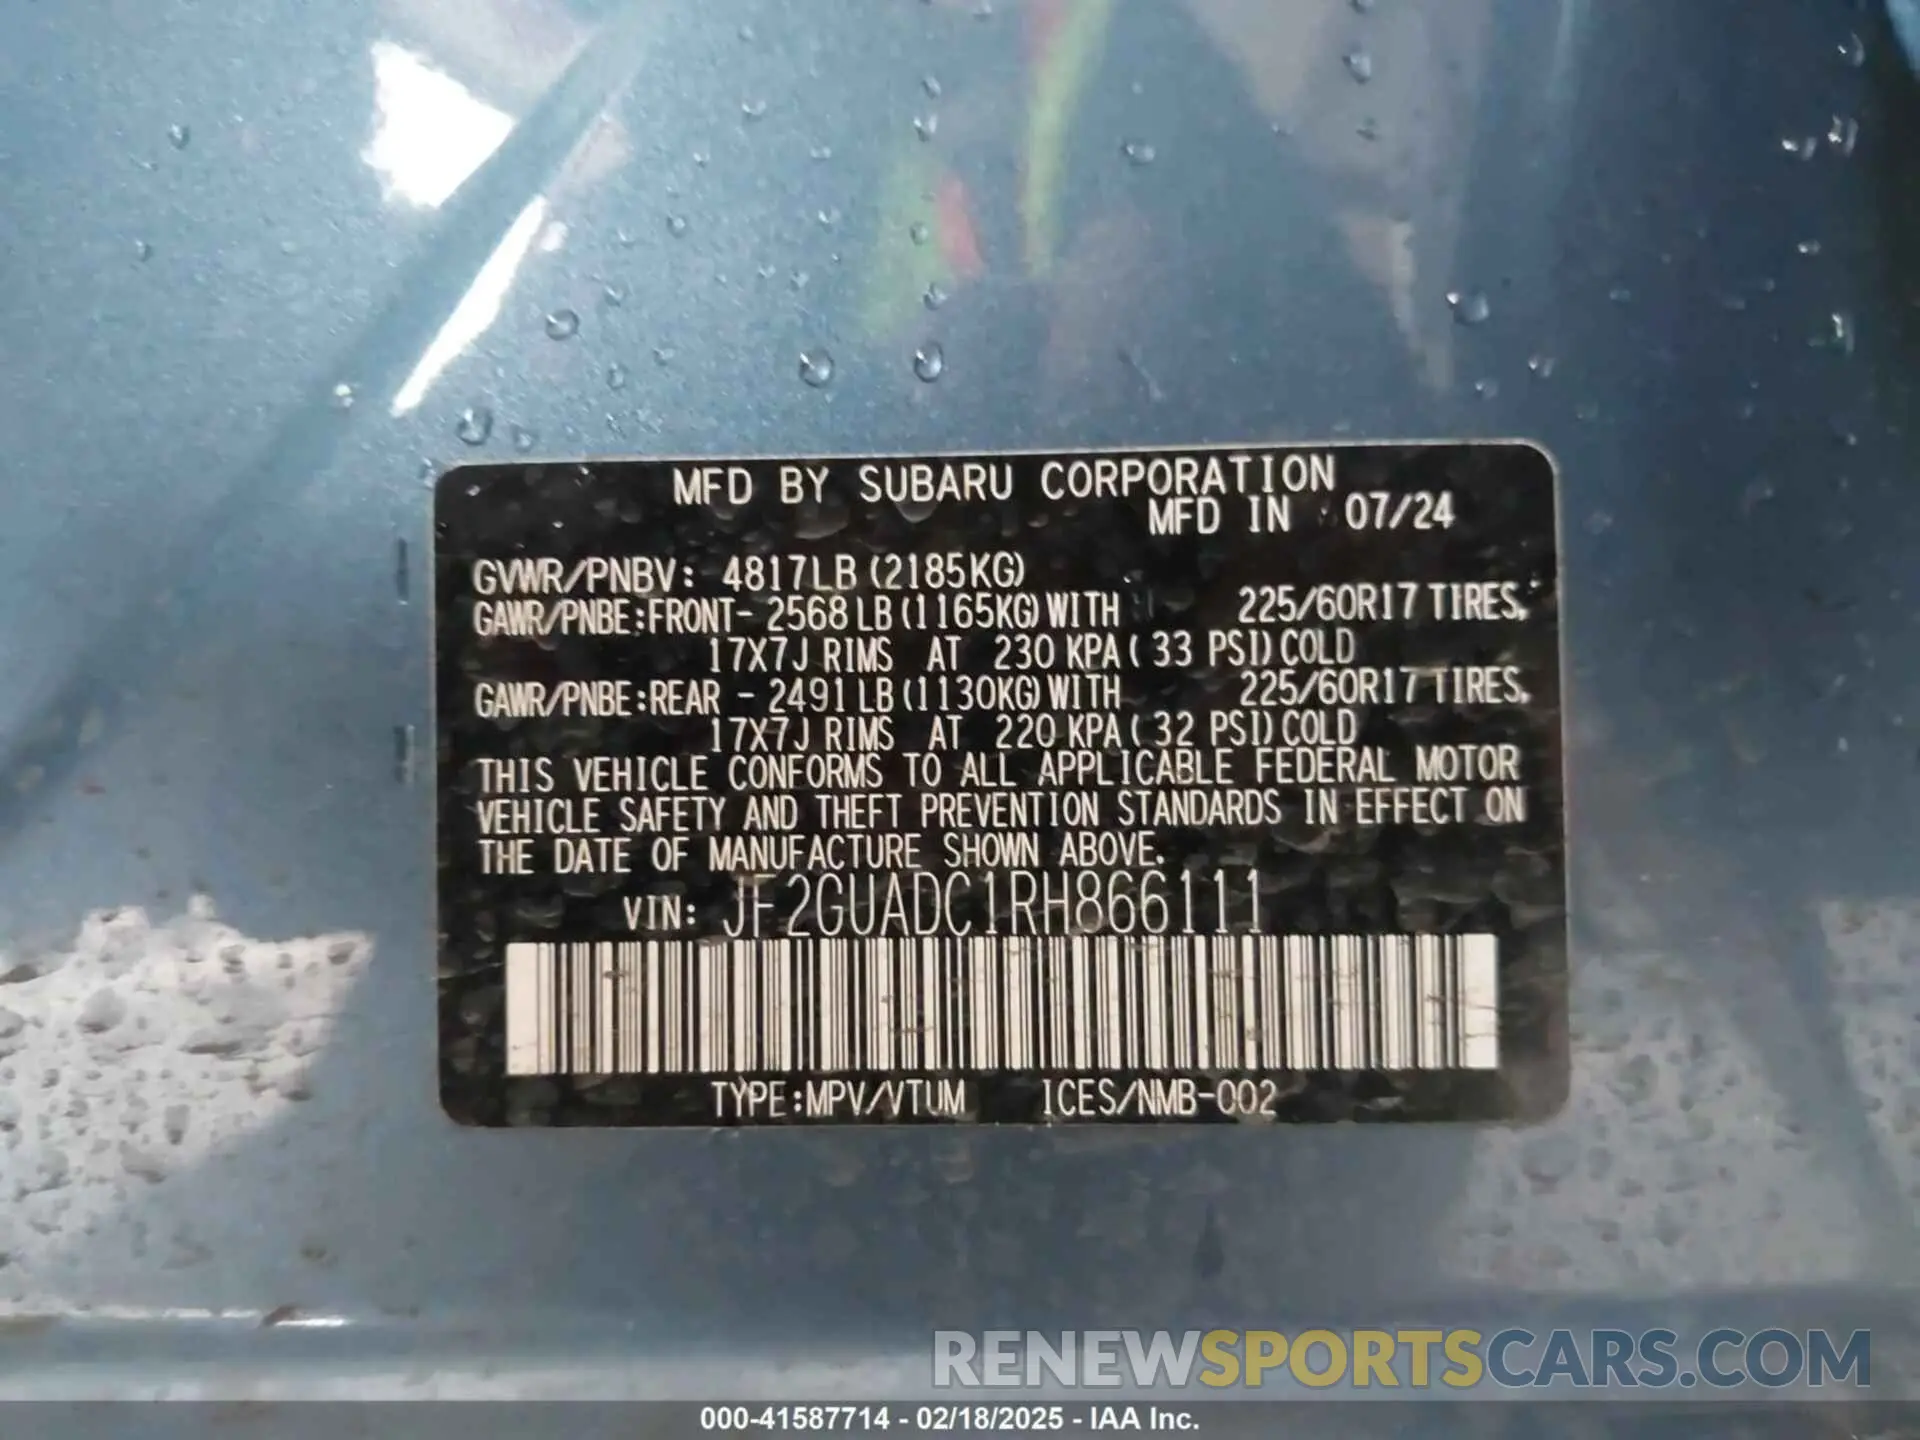 MFD BY SUBARU CORPORATION
MFD IN 07/24
GVWR/PNBV: 4817LB(2185KG)
GAWR/PNBE:FRONT- 2568LB(1165KG)WITH 225/60R17 TIRES,
17X7J RIMS AT 230 KPA( 33 PSI)COLD
GAWR/PNBE:REAR - 2491LB(1130KG)WITH 225/60R17 TIRES,
17X7J RIMS AT 220 KPA( 32 PSI)COLD
THIS VEHICLE CONFORMS TO ALL APPLICABLE FEDERAL MOTOR
VEHICLE SAFETY AND THEFT PREVENTION STANDARDS IN EFFECT ON
THE DATE OF MANUFACTURE SHOWN ABOVE.
VIN: JF2GUADC1RH866111
TYPE:MPV/VTUM ICES/NMB-002
RENEWSPORTSCARS.COM
000-41587714 - 02/18/2025 - IAA Inc.